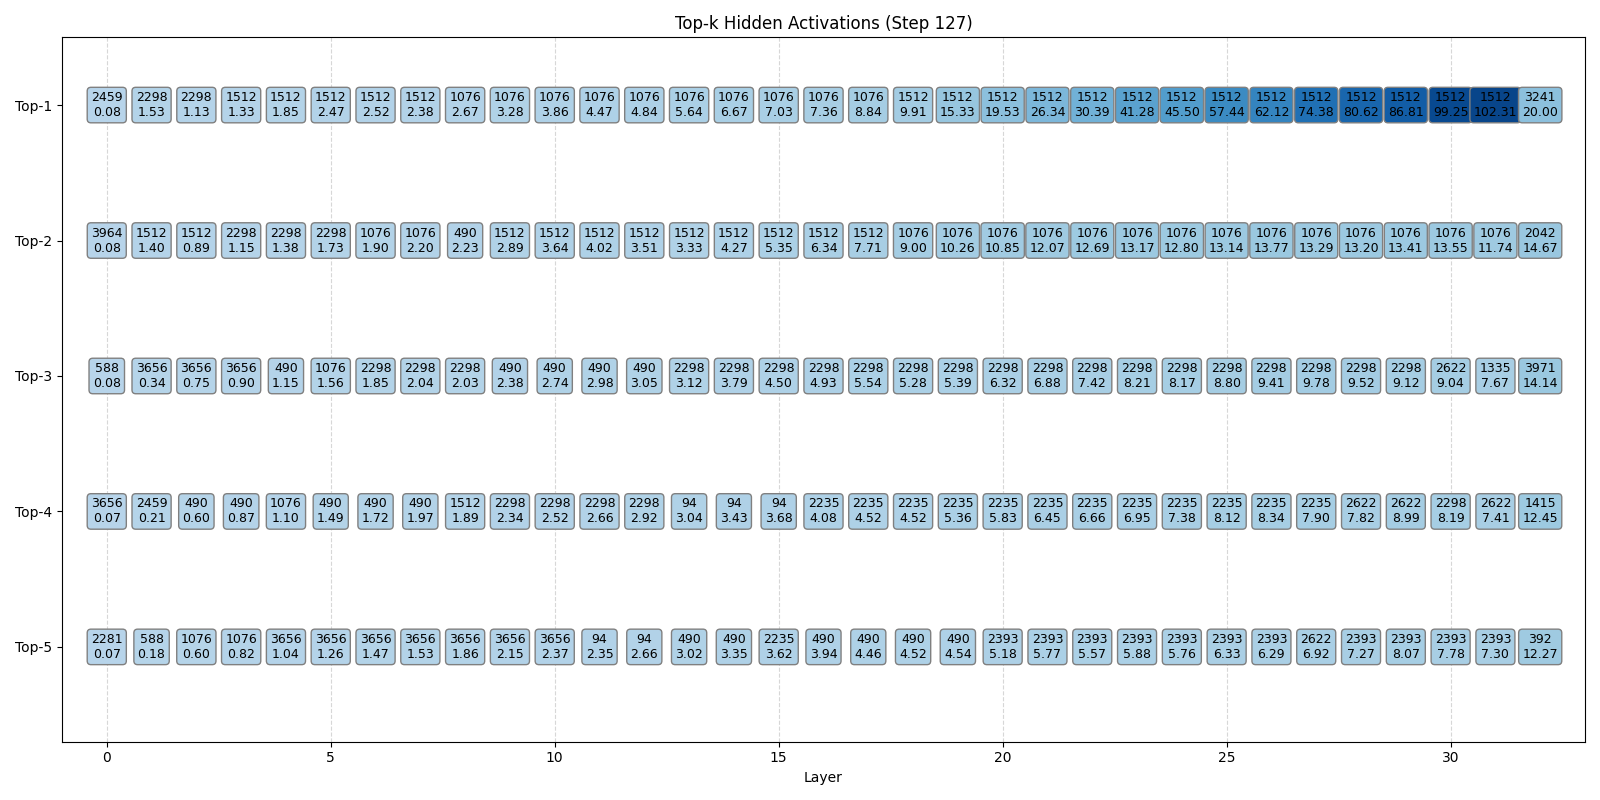 Top-k Hidden Activations (Step 127)
Top-1
2459 2298 2298 1512 1512 1512 1512 1512 1076 1076 1076 1076 1076 1076 1076 1076 1076 1076 1512 1512 1512 1512 1512 1512 1512 1512 1512 1512 1512 1512 1512 1512 3241
0.08 1.53 1.13 1.33 1.85 2.47 2.52 2.38 2.67 3.28 3.86 4.47 4.84 5.64 6.67 7.03 7.36 8.84 9.91 15.33 19.53 26.34 30.39 41.28 45.50 57.44 62.12 74.38 80.62 86.81 99.25 102.31 20.00
Top-2
3964 1512 1512 2298 2298 2298 1076 1076 490 1512 1512 1512 1512 1512 1512 1512 1512 1512 1076 1076 1076 1076 1076 1076 1076 1076 1076 1076 1076 1076 1076 1076 2042
0.08 1.40 0.89 1.15 1.38 1.73 1.90 2.20 2.23 2.89 3.64 4.02 3.51 3.33 4.27 5.35 6.34 7.71 9.00 10.26 10.85 12.07 12.69 13.17 12.80 13.14 13.77 13.29 13.20 13.41 13.55 11.74 14.67
Top-3
588 3656 3656 3656 490 1076 2298 2298 2298 490 490 490 490 2298 2298 2298 2298 2298 2298 2298 2298 2298 2298 2298 2298 2298 2298 2298 2298 2298 2622 1335 3971
0.08 0.34 0.75 0.90 1.15 1.56 1.85 2.04 2.03 2.38 2.74 2.98 3.05 3.12 3.79 4.50 4.93 5.54 5.28 5.39 6.32 6.88 7.42 8.21 8.17 8.80 9.41 9.78 9.52 9.12 9.04 7.67 14.14
Top-4
3656 2459 490 490 1076 490 490 490 1512 2298 2298 2298 2298 94 94 94 2235 2235 2235 2235 2235 2235 2235 2235 2235 2235 2235 2235 2622 2622 2298 2622 1415
0.07 0.21 0.60 0.87 1.10 1.49 1.72 1.97 1.89 2.34 2.52 2.66 2.92 3.04 3.43 3.68 4.08 4.52 4.52 5.36 5.83 6.45 6.66 6.95 7.38 8.12 8.34 7.90 7.82 8.99 8.19 7.41 12.45
Top-5
2281 588 1076 1076 3656 3656 3656 3656 3656 3656 3656 94 94 490 490 2235 490 490 490 490 2393 2393 2393 2393 2393 2393 2393 2622 2393 2393 2393 2393 392
0.07 0.18 0.60 0.82 1.04 1.26 1.47 1.53 1.86 2.15 2.37 2.35 2.66 3.02 3.35 3.62 3.94 4.46 4.52 4.54 5.18 5.77 5.57 5.88 5.76 6.33 6.29 6.92 7.27 8.07 7.78 7.30 12.27
0 5 10 15 20 25 30
Layer